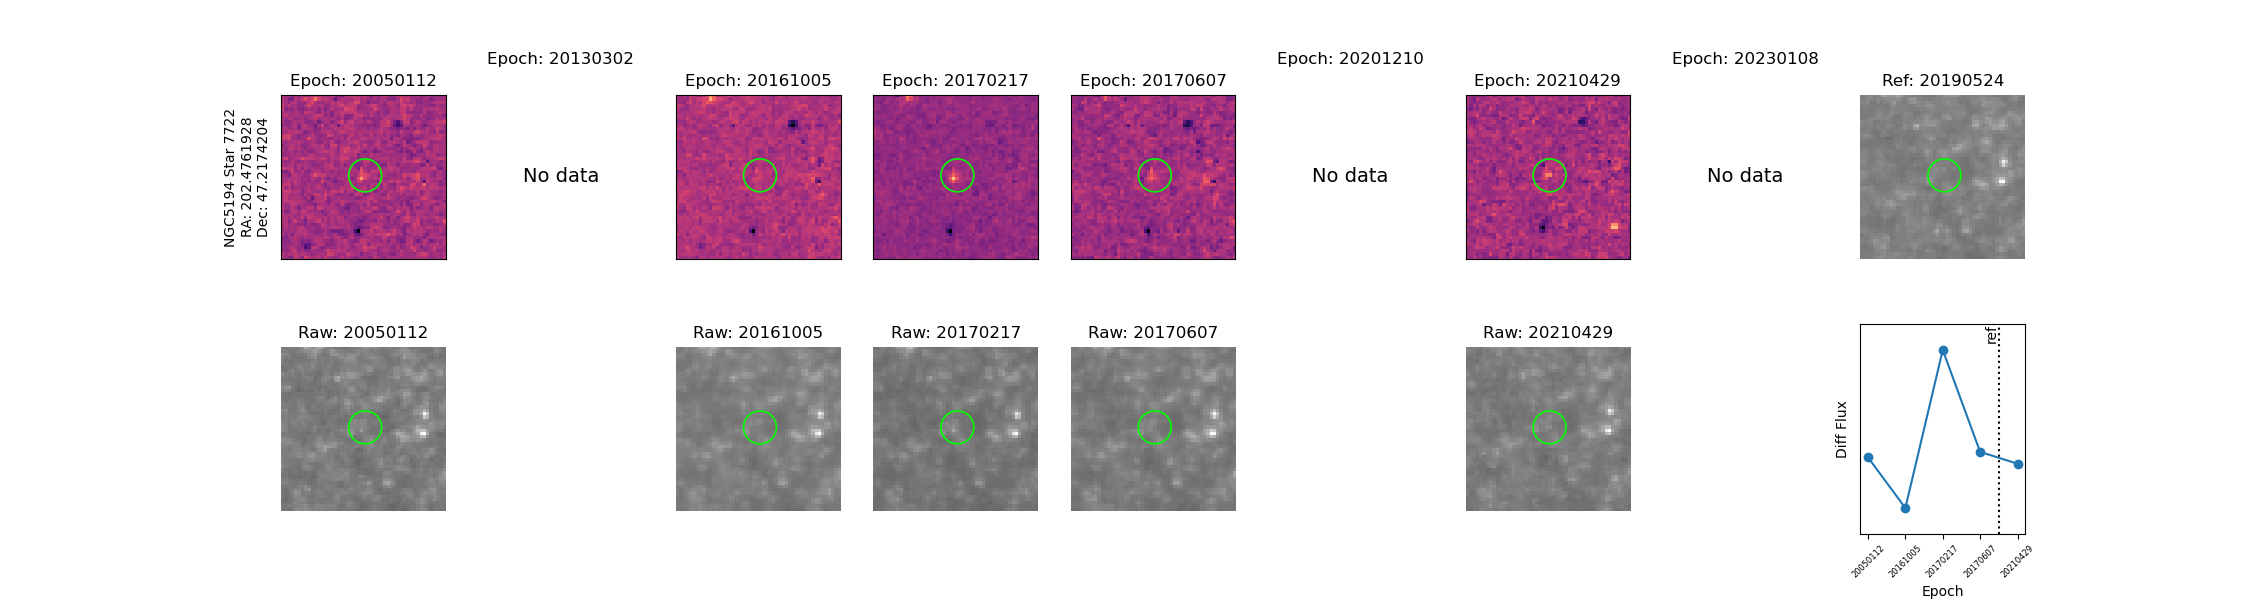 NGC5194 Star 7722
RA: 202.4761928
Dec: 47.2174204
Epoch: 20050112
Epoch: 20130302
No data
Epoch: 20161005
Epoch: 20170217
Epoch: 20170607
Epoch: 20201210
No data
Epoch: 20210429
Epoch: 20230108
No data
Ref: 20190524
Raw: 20050112
Raw: 20161005
Raw: 20170217
Raw: 20170607
Raw: 20210429
ref
Diff Flux
20050112
20161005
20170217
20170607
20210429
Epoch